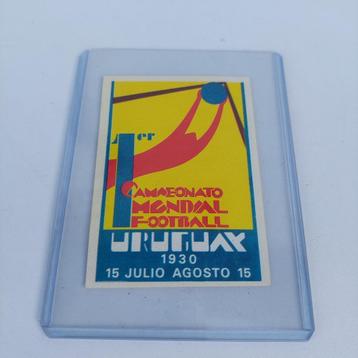 1er
CAMPEONATO
MUNDIAL
FOOTBALL
URUGUAY
1930
15 JULIO AGOSTO 15